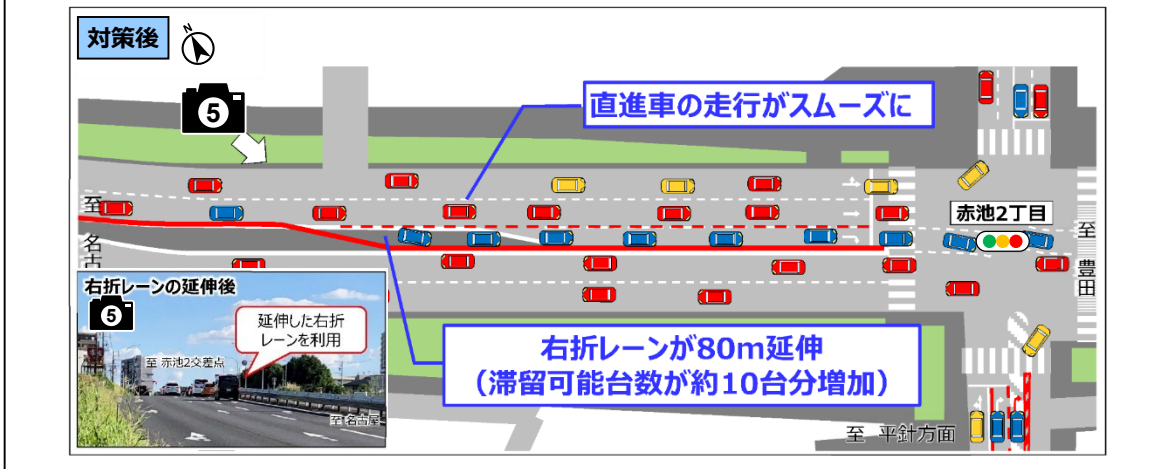 対策後
N
5
直進車の走行がスムーズに
赤池2丁目
至
名
古
至
豊
田
右折レーンの延伸後
5
延伸した右折
レーンを利用
至 赤池2交差点
至 名古屋
右折レーンが80m延伸
（滞留可能台数が約10台分増加）
至 平針方面